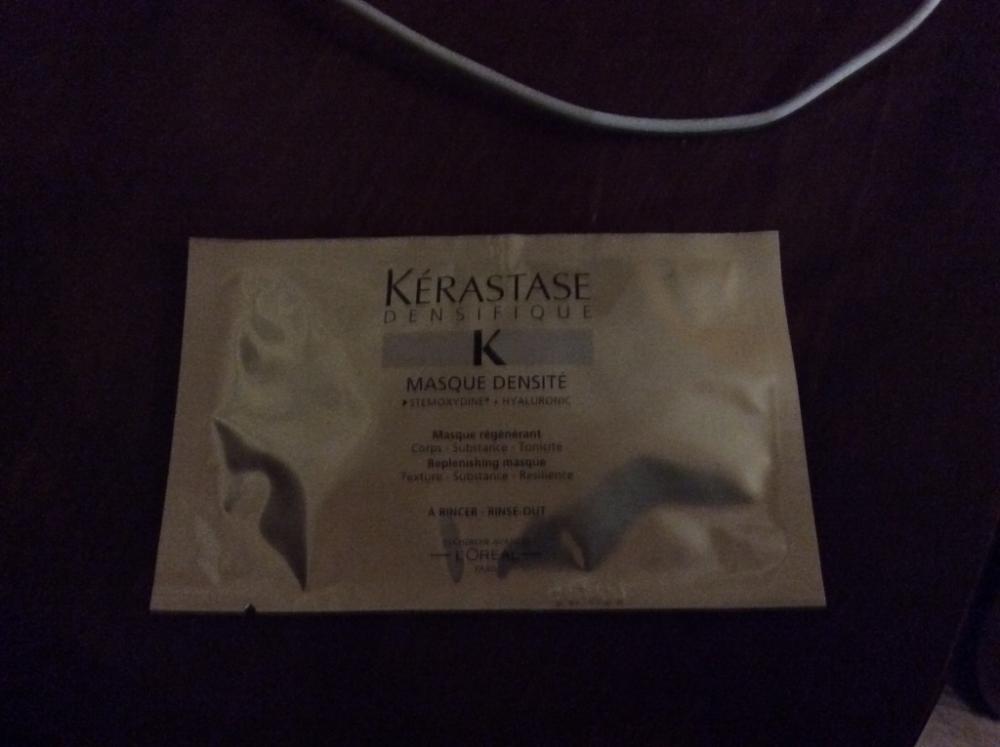 KÉRASTASE
DENSIFIQUE
K
MASQUE DENSITÉ
STEMOXYDINE® + HYALURONIC
Masque régénérant
Corps - Substance - Tonicité
Replenishing masque
Texture - Substance - Resilience
A RINCER - RINSE-OUT
L'ORÉAL
PARIS